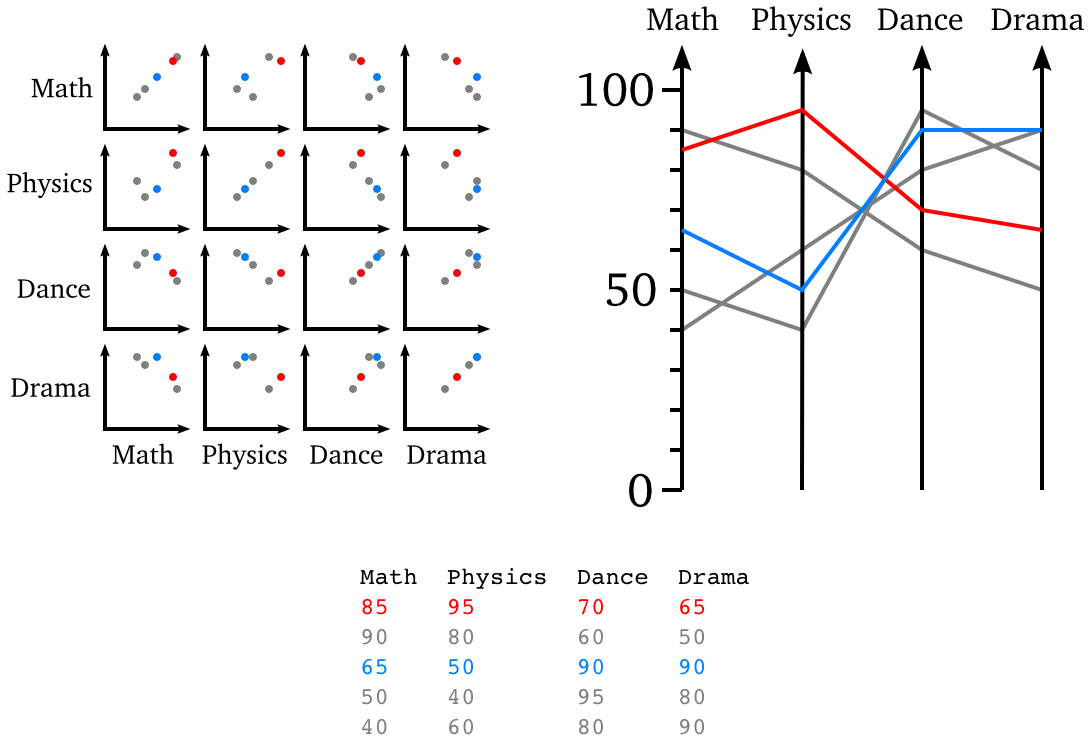 Math
Physics
Dance
Drama
Math Physics Dance Drama
Math Physics Dance Drama
100
50
0
Math Physics Dance Drama
85 95 70 65
90 80 60 50
65 50 90 90
50 40 95 80
40 60 80 90